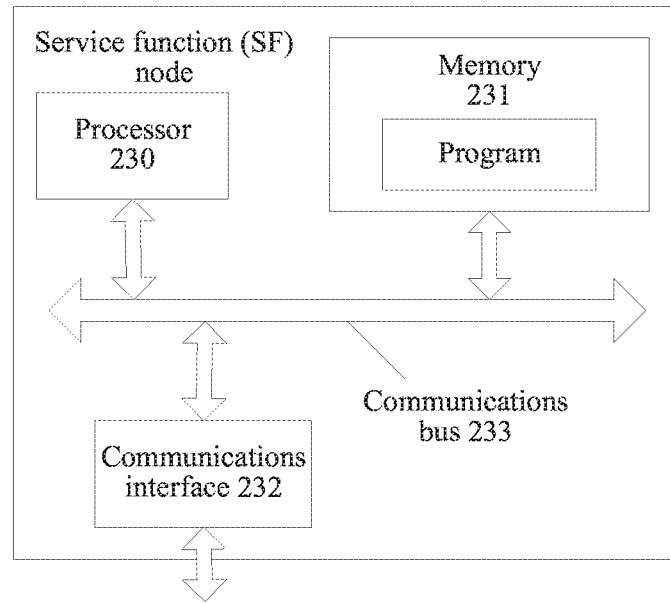 Service function (SF)
node
Processor
230
Memory
231
Program
Communications
bus 233
Communications
interface 232